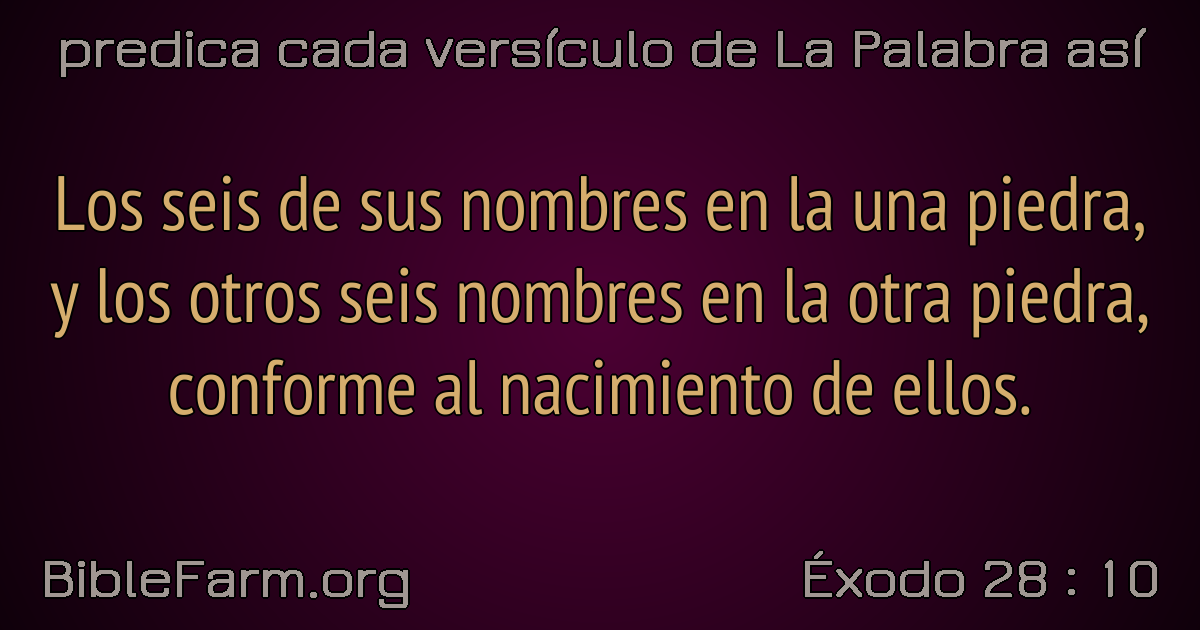 predica cada versículo de La Palabra así
Los seis de sus nombres en la una piedra,
y los otros seis nombres en la otra piedra,
conforme al nacimiento de ellos.
BibleFarm.org
Éxodo 28 : 10